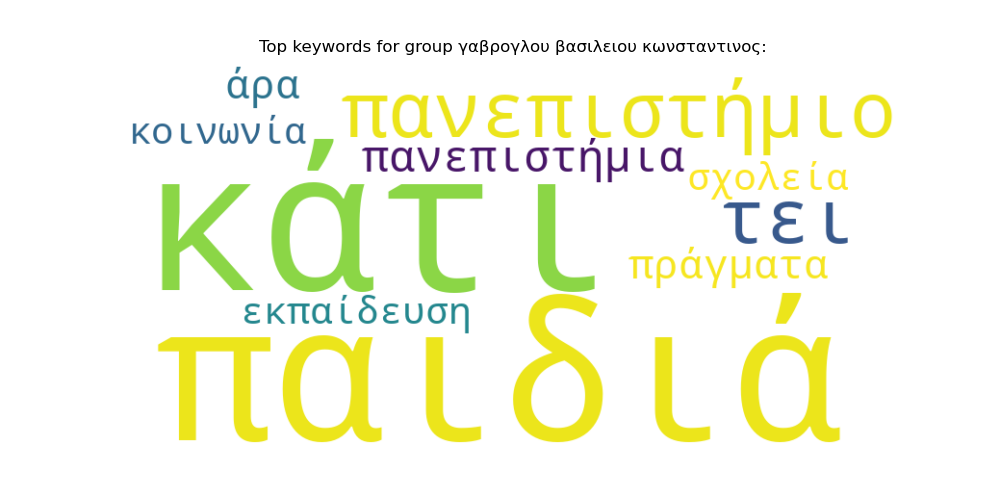 Top keywords for group γαβρογλου βασιλειου κωνσταντινος:
άρα
πανεπιστήμιο
κοινωνία
πανεπιστήμια
σχολεία
κάτι
τει
πράγματα
εκπαίδευση
παιδιά